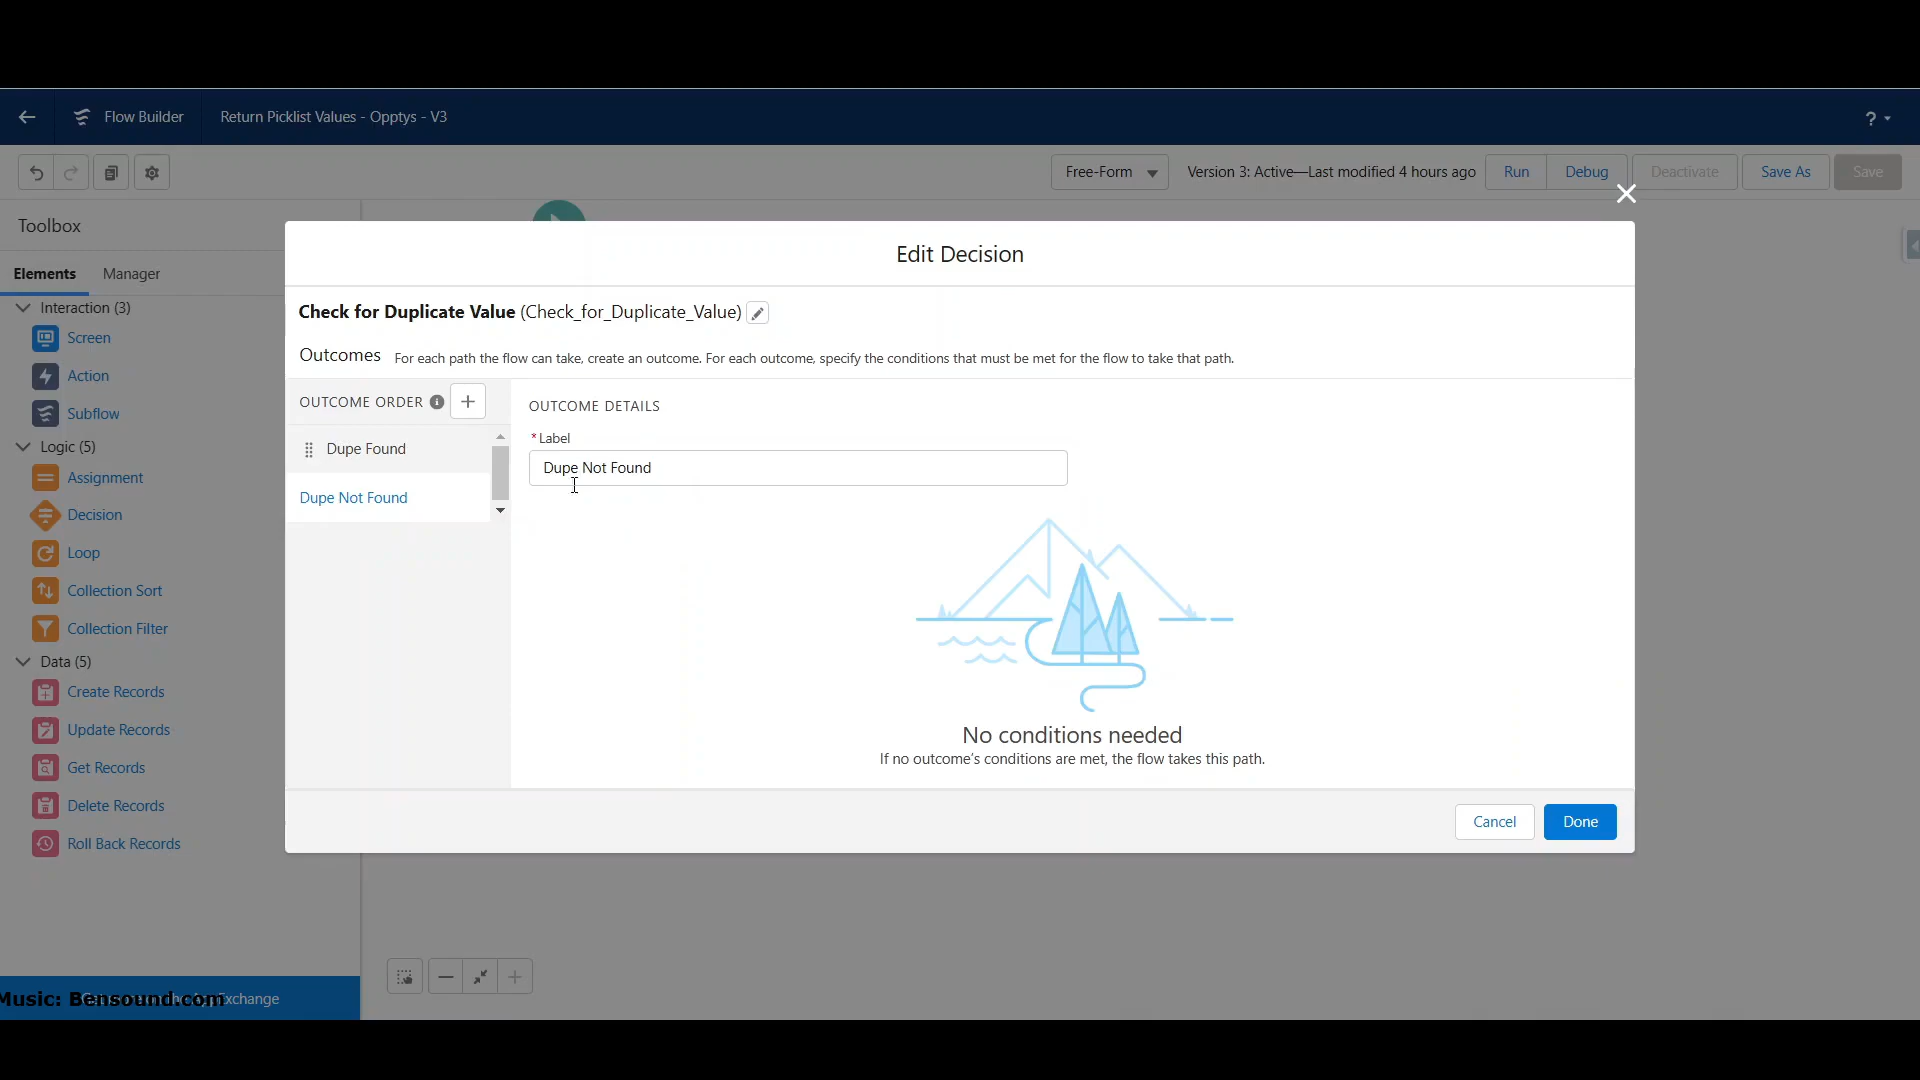 Flow Builder
Return Picklist Values - Opptys - V3
?
Free-Form
Version 3: Active—Last modified 4 hours ago
Run
Debug
Deactivate
Save As
Save
Toolbox
Elements
Manager
Interaction (3)
Screen
Action
Subflow
Logic (5)
Assignment
Decision
Loop
Collection Sort
Collection Filter
Data (5)
Create Records
Update Records
Get Records
Delete Records
Roll Back Records
Edit Decision
Check for Duplicate Value (Check_for_Duplicate_Value)
Outcomes For each path the flow can take, create an outcome. For each outcome, specify the conditions that must be met for the flow to take that path.
OUTCOME ORDER
Dupe Found
Dupe Not Found
OUTCOME DETAILS
* Label
Dupe Not Found
No conditions needed
If no outcome's conditions are met, the flow takes this path.
Cancel
Done
Music: Bensound.com
AppExchange